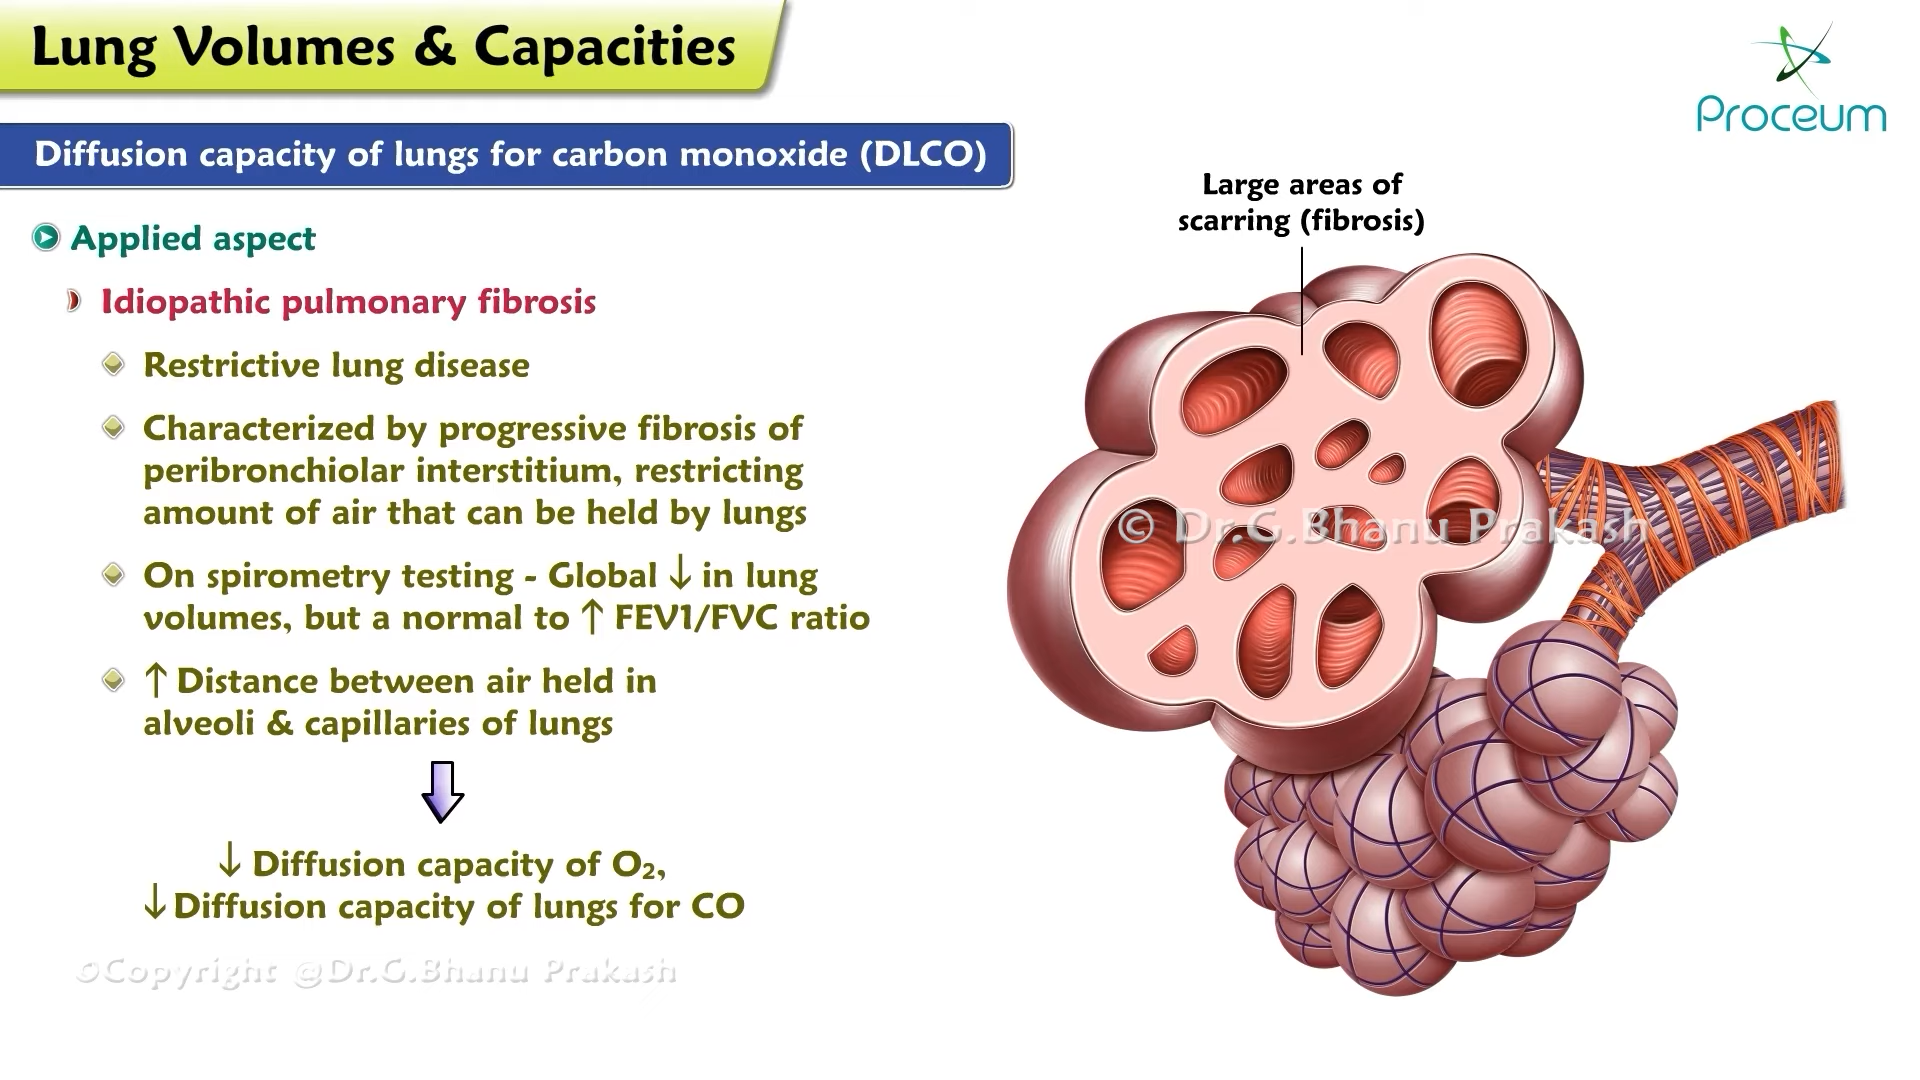 Lung Volumes & Capacities
Proceum
Diffusion capacity of lungs for carbon monoxide (DLCO)
Applied aspect
Idiopathic pulmonary fibrosis
Restrictive lung disease
Characterized by progressive fibrosis of
peribronchiolar interstitium, restricting
amount of air that can be held by lungs
On spirometry testing - Global ↓ in lung
volumes, but a normal to ↑ FEV1/FVC ratio
↑ Distance between air held in
alveoli & capillaries of lungs
↓ Diffusion capacity of O₂,
↓ Diffusion capacity of lungs for CO
©Copyright @Dr.G.Bhanu Prakash
Large areas of
scarring (fibrosis)
© Dr.G.Bhanu Prakash